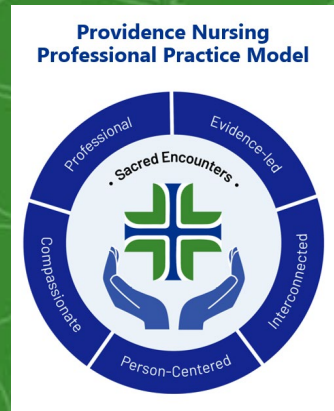 Providence Nursing
Professional Practice Model
Professional
Evidence-led
• Sacred Encounters •
Compassionate
Interconnected
Person-Centered